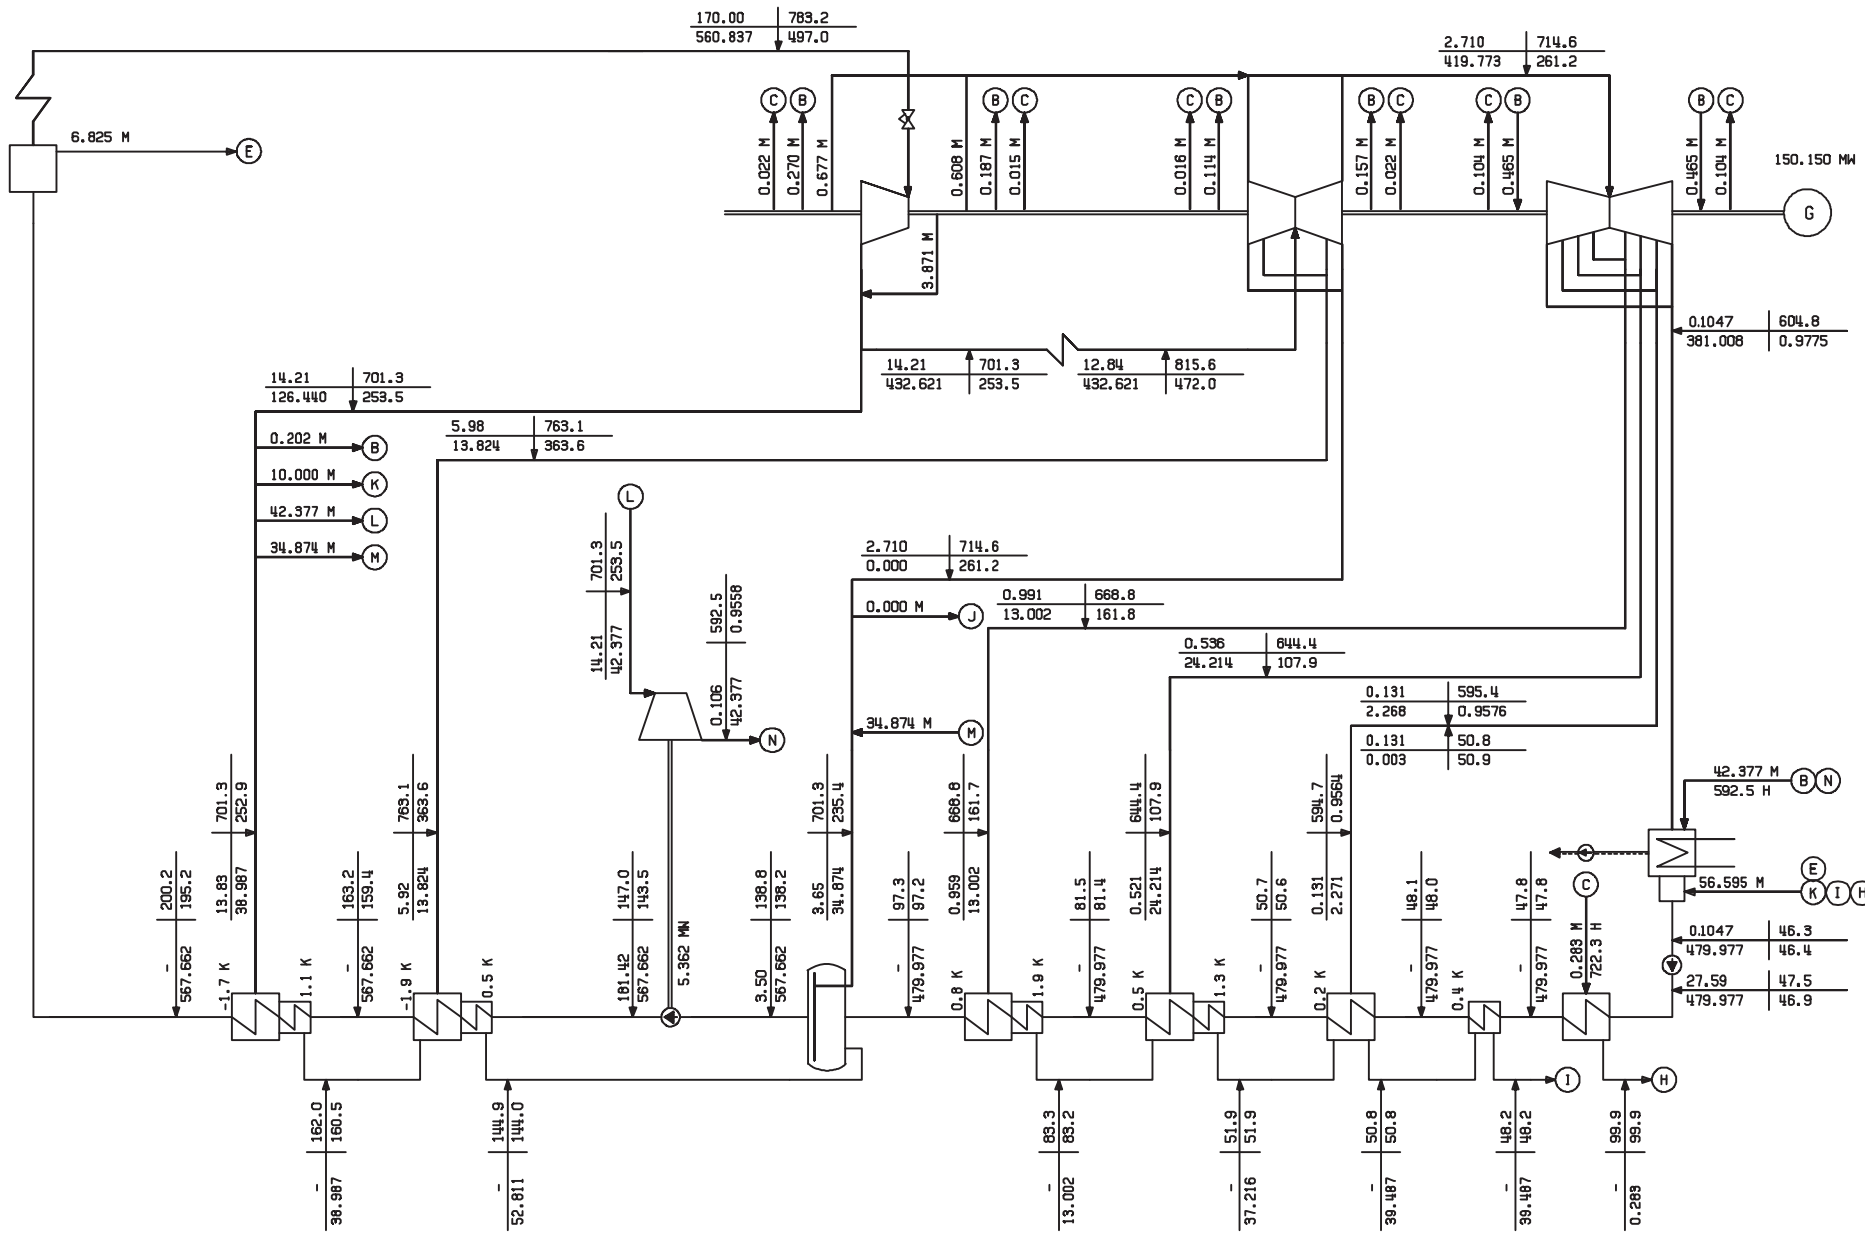 170.00 783.2
560.837 497.0
2.710 714.6
419.773 261.2
6.825 M
E
C B B C C B B C C B B C
0.022 M
0.270 M
0.677 M
0.608 M
0.187 M
0.015 M
0.016 M
0.114 M
0.157 M
0.022 M
0.104 M
0.465 M
0.465 M
0.104 M
150.150 MW
G
3.871 M
0.1047 604.8
381.008 0.9775
14.21 701.3
432.621 253.5
12.84 815.6
432.621 472.0
14.21 701.3
126.440 253.5
5.98 763.1
13.824 363.6
0.202 M
B
10.000 M
K
42.377 M
L
34.874 M
M
L
701.3
253.5
14.21
42.377
592.5
0.9558
0.106
42.377
N
2.710 714.6
0.000 261.2
0.000 M
J
0.991 668.8
13.002 161.8
0.536 644.4
24.214 107.9
0.131 595.4
2.268 0.9576
0.131 50.8
0.003 50.9
34.874 M
M
42.377 M
592.5 H
B N
E
56.595 M
K I H
C
0.283 M
722.3 H
0.1047 46.3
479.977 46.4
27.59 47.5
479.977 46.9
200.2
195.2
-
567.662
701.3
252.9
13.83
38.987
-1.7 K
1.1 K
163.2
159.4
-
567.662
763.1
363.6
5.92
13.824
-1.9 K
0.5 K
147.0
143.5
181.42
567.662
5.362 MW
138.8
138.2
3.50
567.662
701.3
235.4
3.65
34.874
97.3
97.2
-
479.977
668.8
161.7
0.959
13.002
0.8 K
1.9 K
81.5
81.4
-
479.977
644.4
107.9
0.521
24.214
0.5 K
1.3 K
50.7
50.6
-
479.977
594.7
0.9564
0.131
2.271
0.2 K
48.1
48.0
-
479.977
0.4 K
47.8
47.8
-
479.977
I
H
162.0
160.5
-
38.987
144.9
144.0
-
52.811
83.3
83.2
-
13.002
51.9
51.9
-
37.216
50.8
50.8
-
39.487
48.2
48.2
-
39.487
99.9
99.9
-
0.283